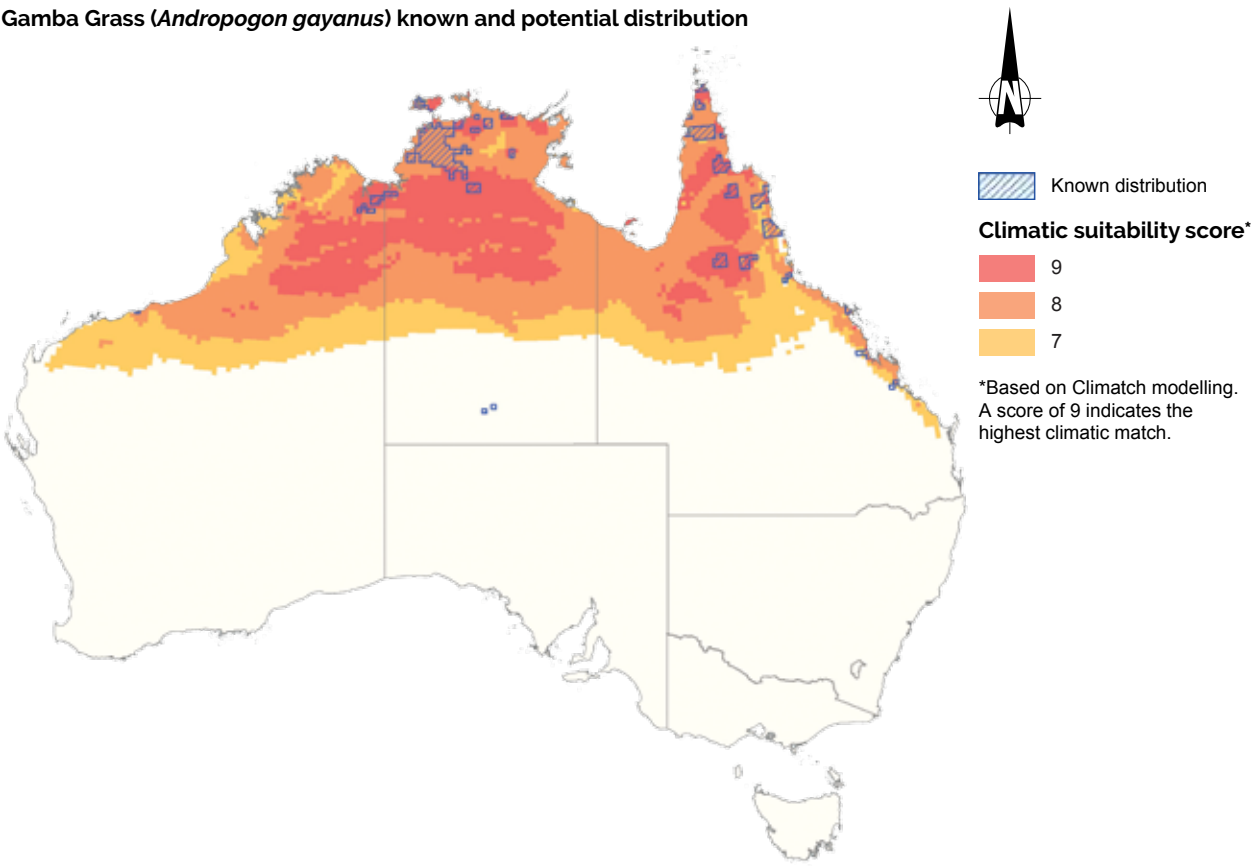 Gamba Grass (Andropogon gayanus) known and potential distribution
N
Known distribution
Climatic suitability score*
9
8
7
*Based on Climatch modelling.
A score of 9 indicates the
highest climatic match.